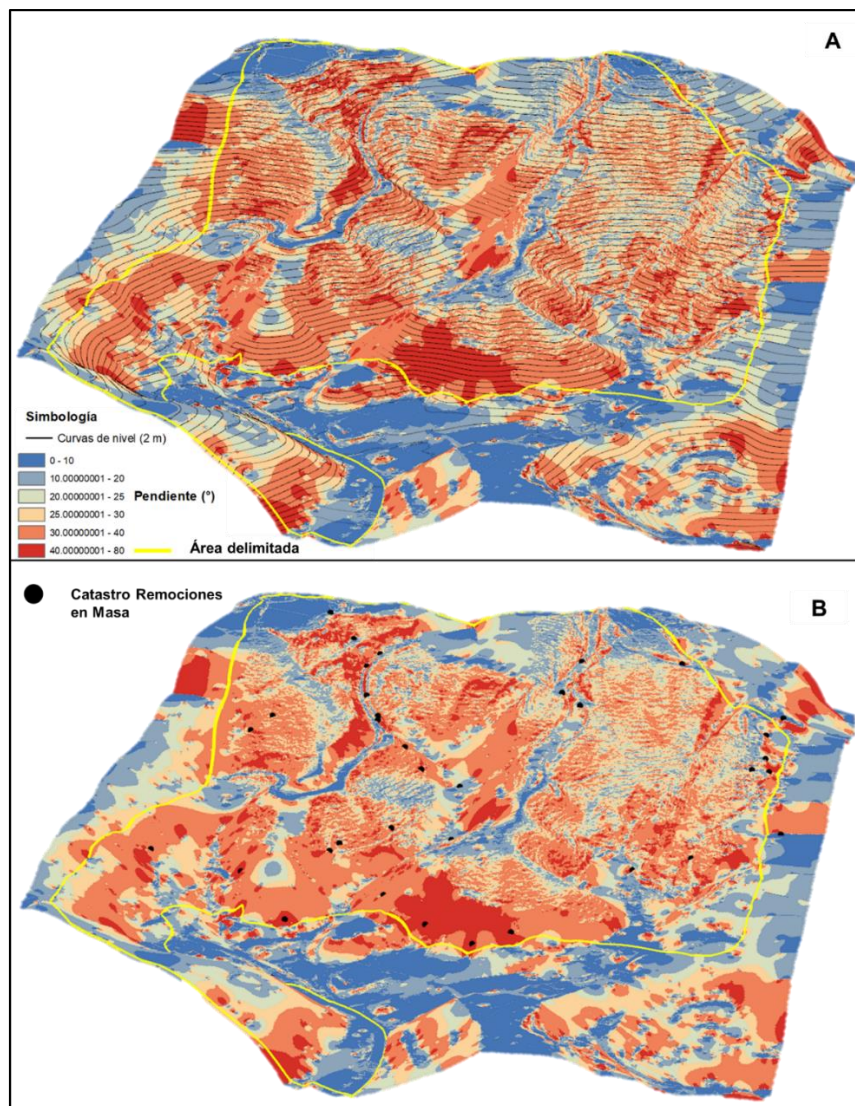 A
Simbología
Curvas de nivel (2 m)
0 - 10
10.00000001 - 20
20.00000001 - 25
Pendiente (°)
25.00000001 - 30
30.00000001 - 40
40.00000001 - 80
Área delimitada
Catastro Remociones
en Masa
B